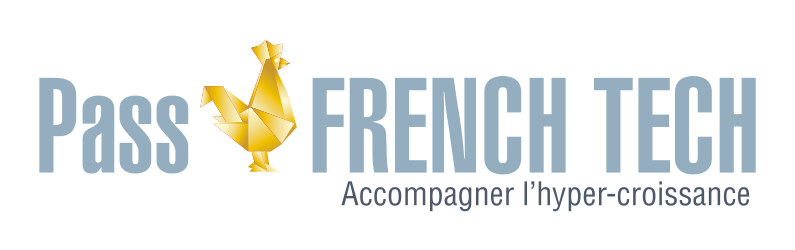 Pass FRENCH TECH
Accompagner l'hyper-croissance